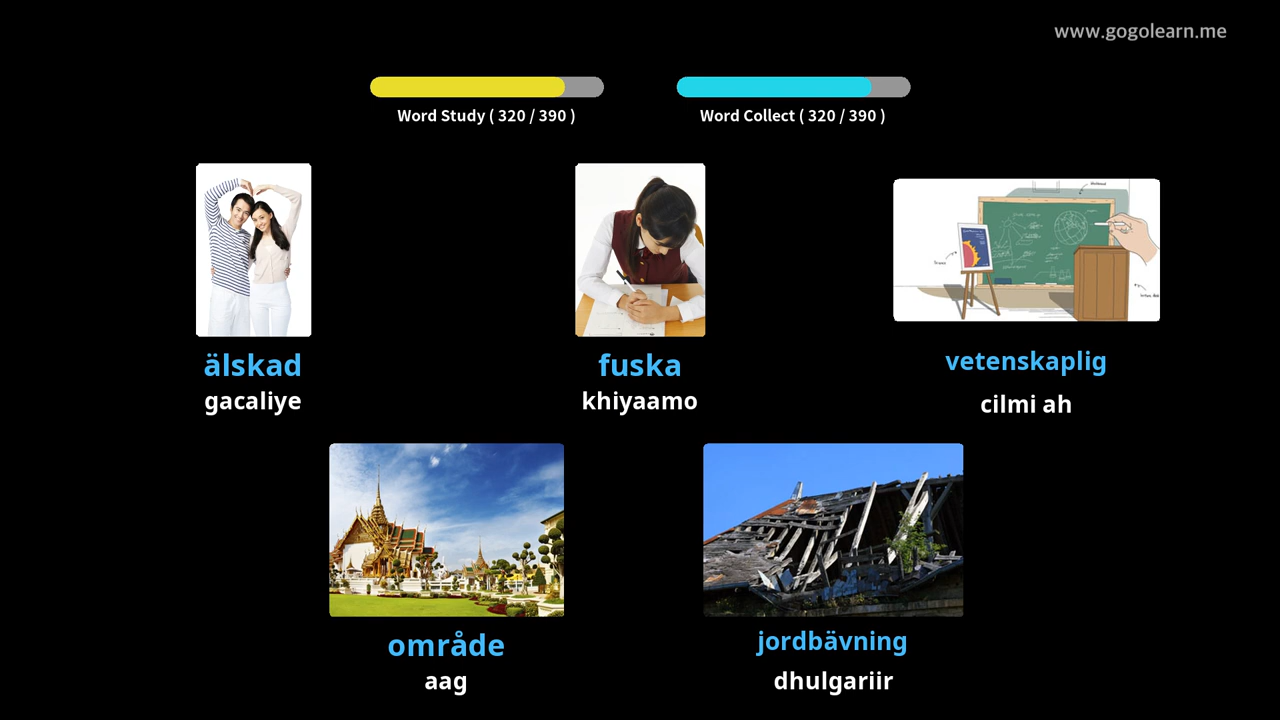 www.gogolearn.me
Word Study ( 320 / 390 )
Word Collect ( 320 / 390 )
älskad
gacaliye
fuska
khiyaamo
vetenskaplig
cilmi ah
område
aag
jordbävning
dhulgariir